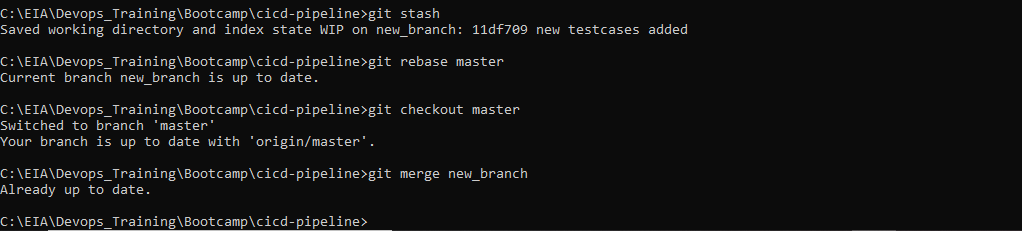 C:\EIA\Devops_Training\Bootcamp\cicd-pipeline>git stash
Saved working directory and index state WIP on new_branch: 11df709 new testcases added
C:\EIA\Devops_Training\Bootcamp\cicd-pipeline>git rebase master
Current branch new_branch is up to date.
C:\EIA\Devops_Training\Bootcamp\cicd-pipeline>git checkout master
Switched to branch 'master'
Your branch is up to date with 'origin/master'.
C:\EIA\Devops_Training\Bootcamp\cicd-pipeline>git merge new_branch
Already up to date.
C:\EIA\Devops_Training\Bootcamp\cicd-pipeline>